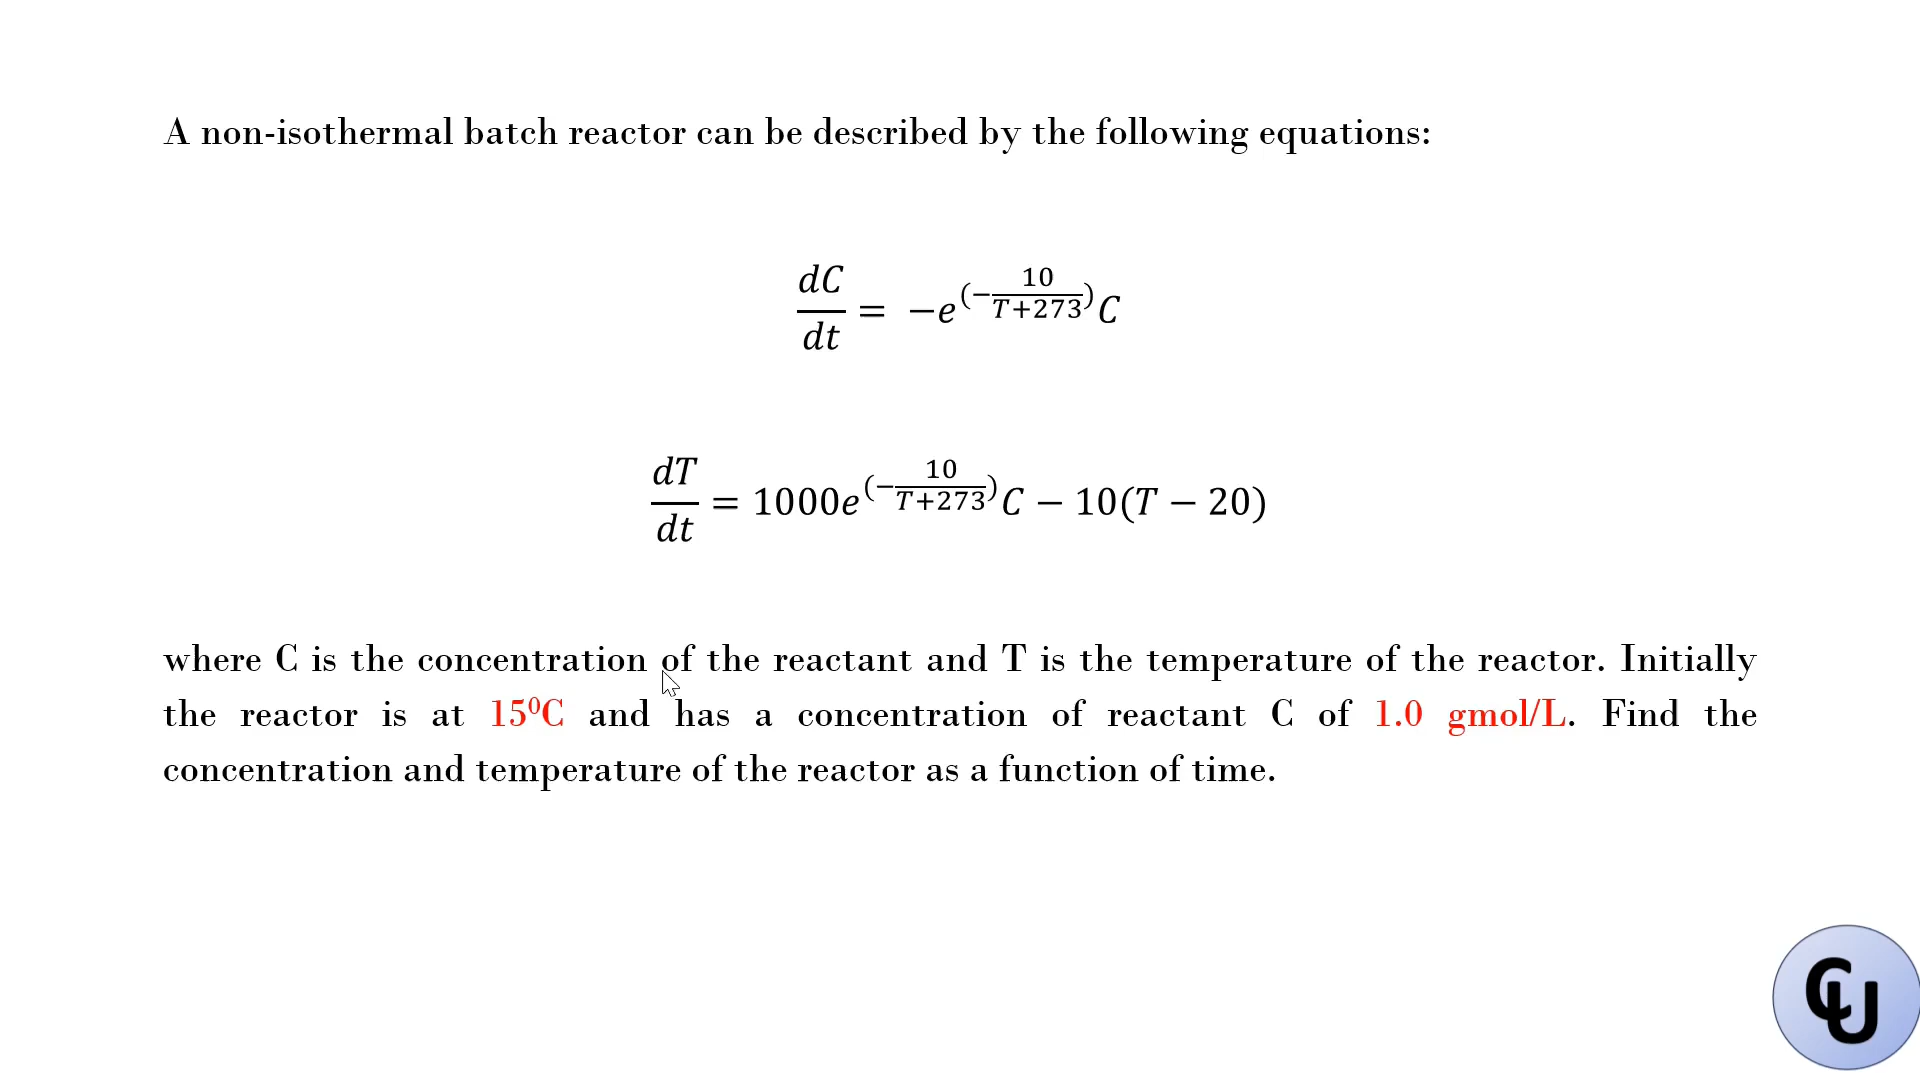 A non-isothermal batch reactor can be described by the following equations:
dC/dt = −e^(−10/(T+273)) C
dT/dt = 1000e^(−10/(T+273)) C − 10(T − 20)
where C is the concentration of the reactant and T is the temperature of the reactor. Initially
the reactor is at 15⁰C and has a concentration of reactant C of 1.0 gmol/L. Find the
concentration and temperature of the reactor as a function of time.
CU